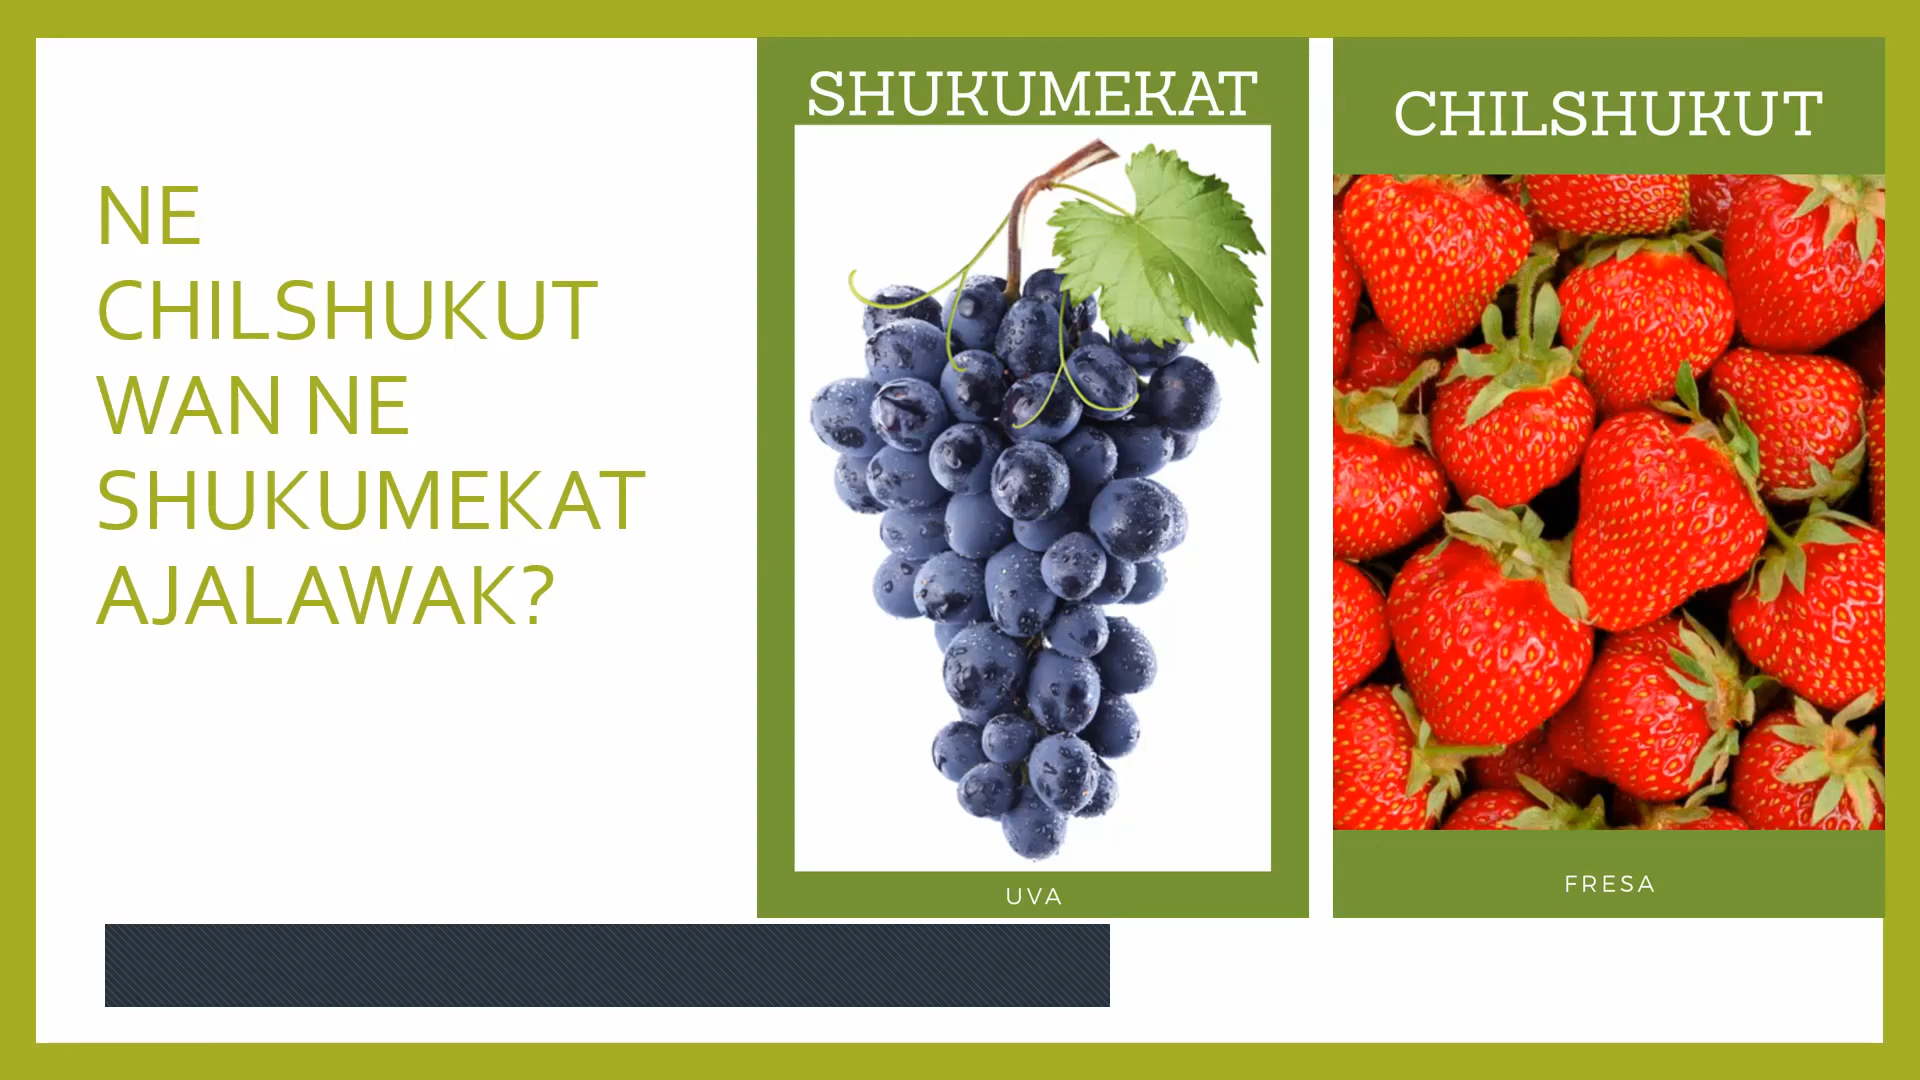 NE
CHILSHUKUT
WAN NE
SHUKUMEKAT
AJALAWAK?
SHUKUMEKAT
UVA
CHILSHUKUT
FRESA